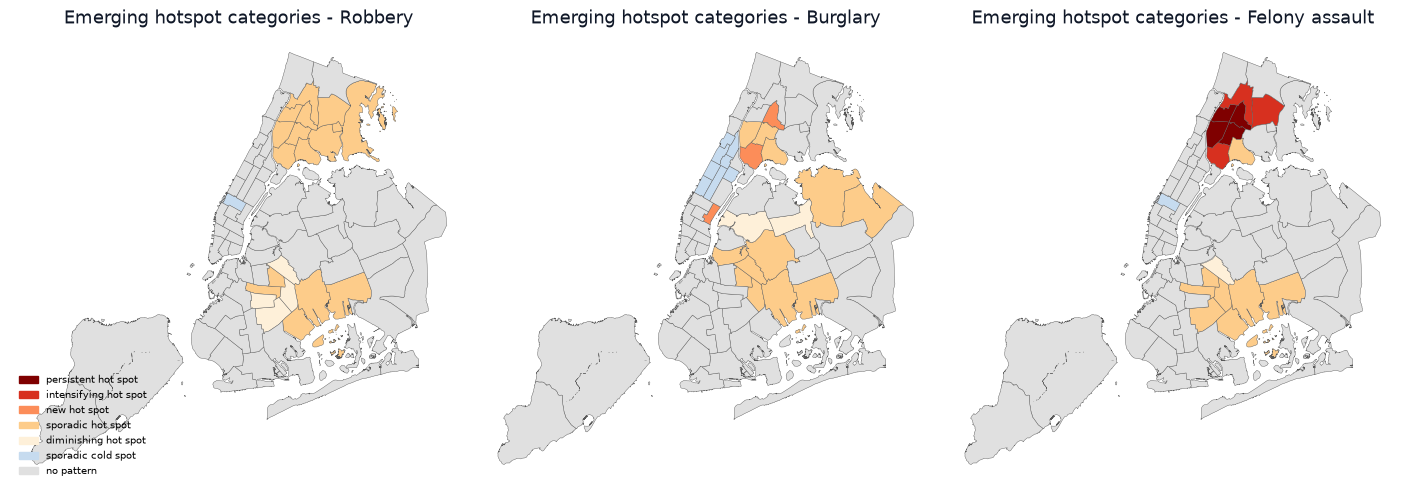 Emerging hotspot categories - Robbery
Emerging hotspot categories - Burglary
Emerging hotspot categories - Felony assault
persistent hot spot
intensifying hot spot
new hot spot
sporadic hot spot
diminishing hot spot
sporadic cold spot
no pattern